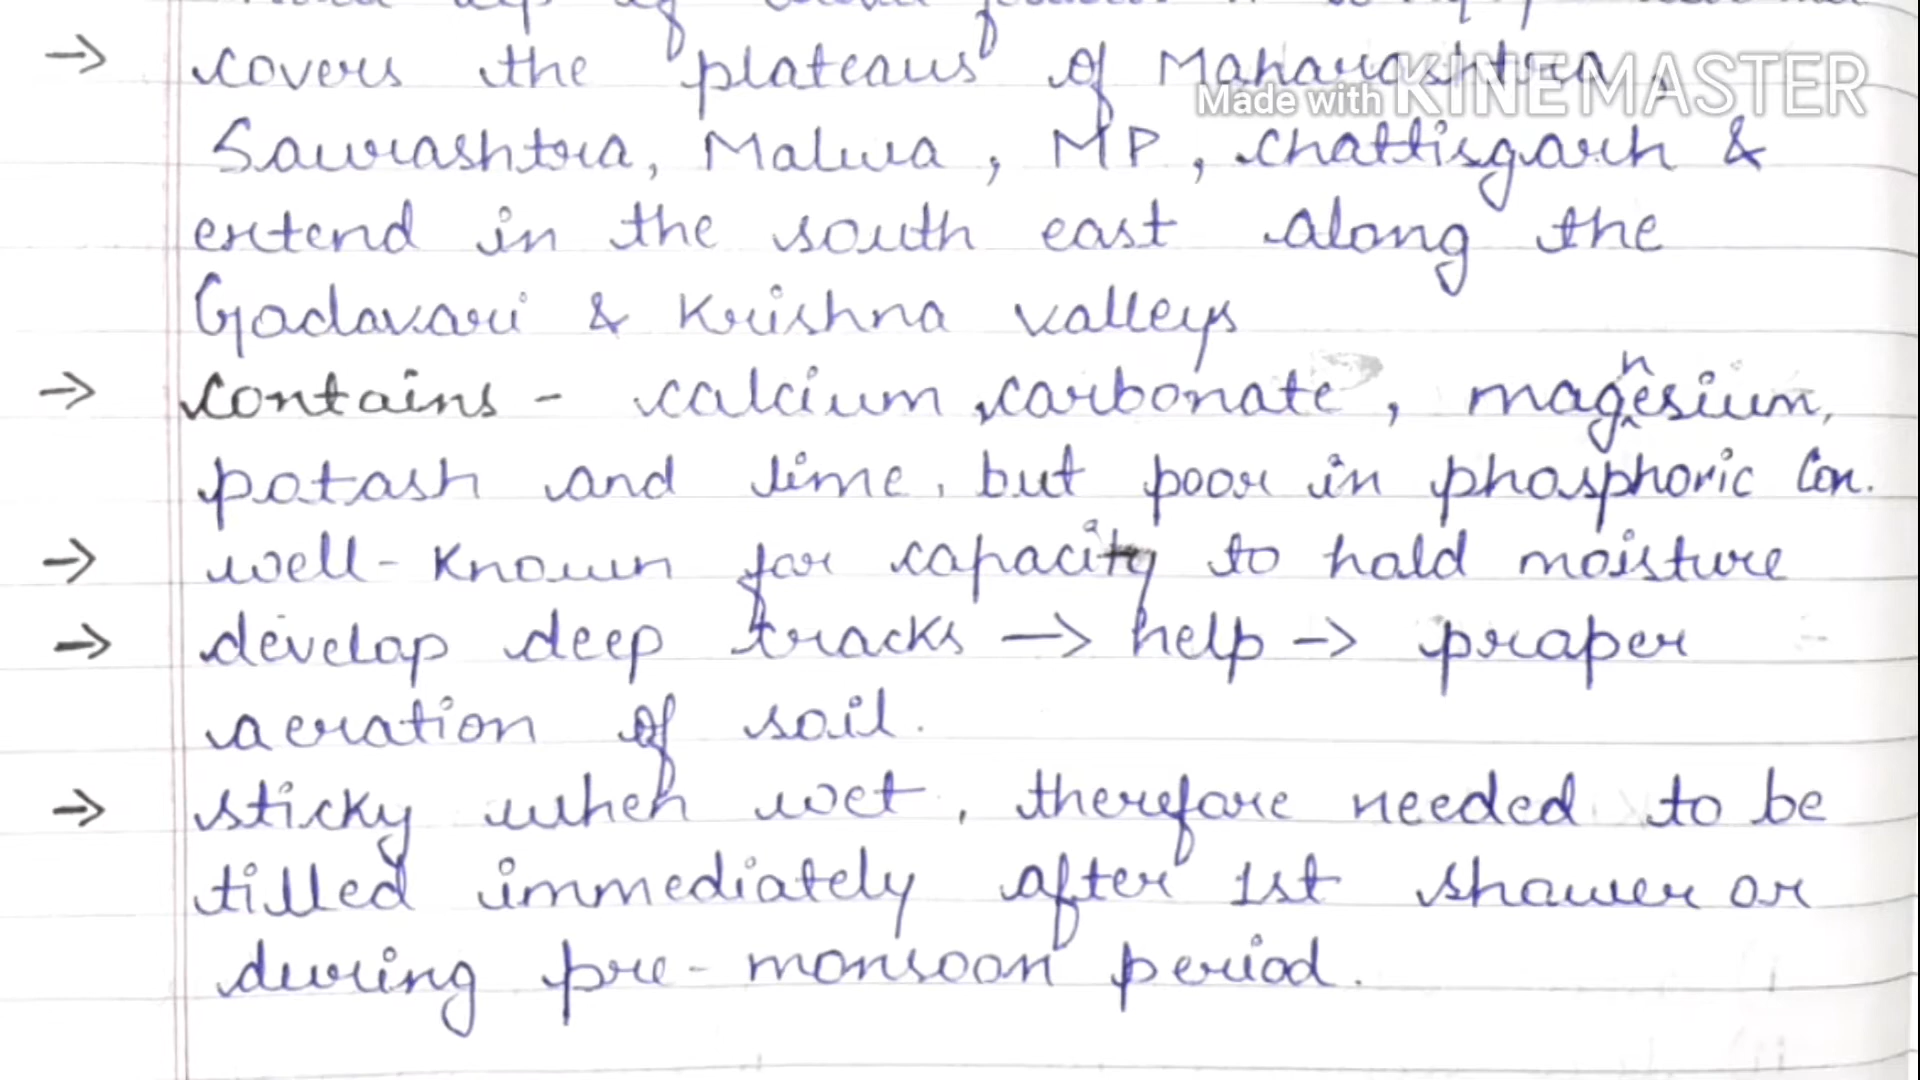 → covers the plateaus of Maharashtra,
Made with KINEMASTER
Saurashtra, Malwa, MP, Chattisgarh &
extend in the south east along the
Godavari & Krishna valleys
→ contains - calcium carbonate, magnesium,
potash and lime, but poor in phosphoric Con.
→ well-known for capacity to hold moisture
→ develop deep tracks → help → proper
aeration of soil.
→ sticky when wet, therefore needed to be
tilled immediately after 1st shower or
during pre-monsoon period.